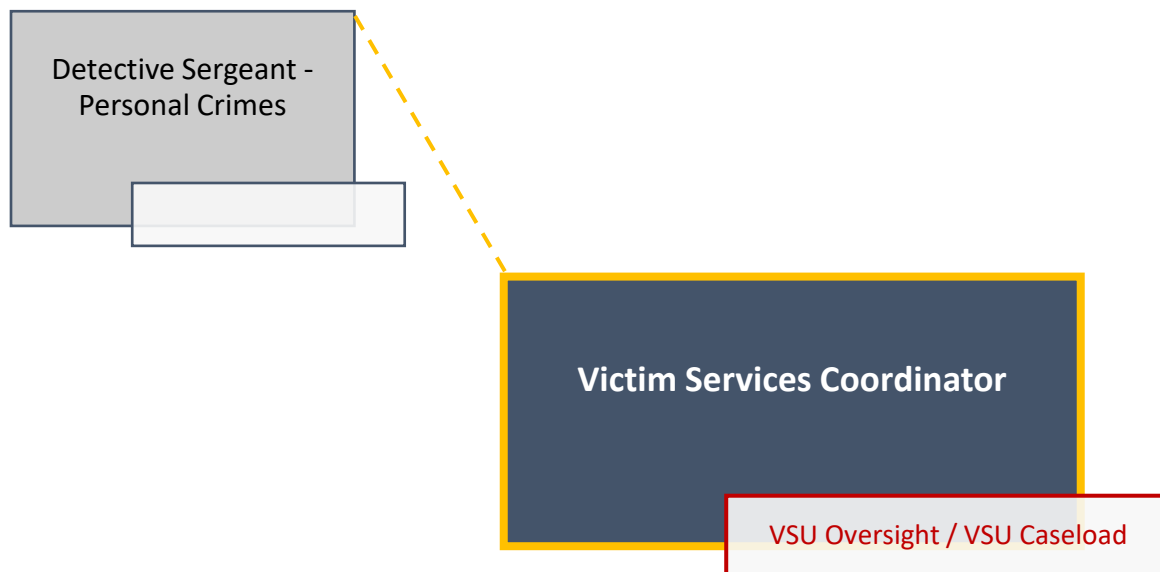 Detective Sergeant -
Personal Crimes
Victim Services Coordinator
VSU Oversight / VSU Caseload